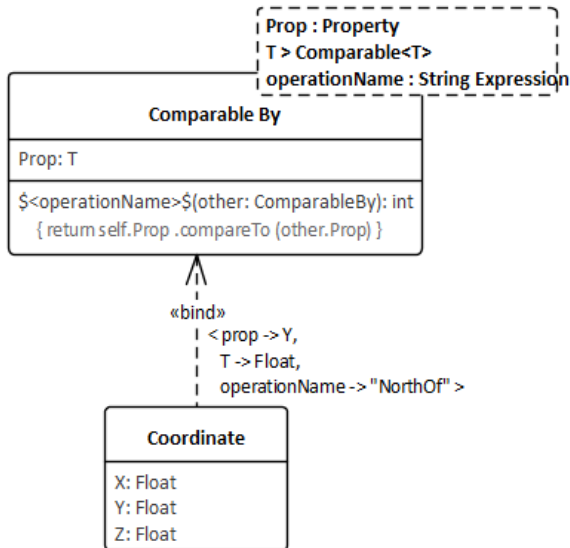 Prop : Property
T > Comparable<T>
operationName : String Expression
Comparable By
Prop: T
$<operationName>$(other: ComparableBy): int
{ return self.Prop .compareTo (other.Prop) }
«bind»
< prop -> Y,
T -> Float,
operationName -> "NorthOf" >
Coordinate
X: Float
Y: Float
Z: Float